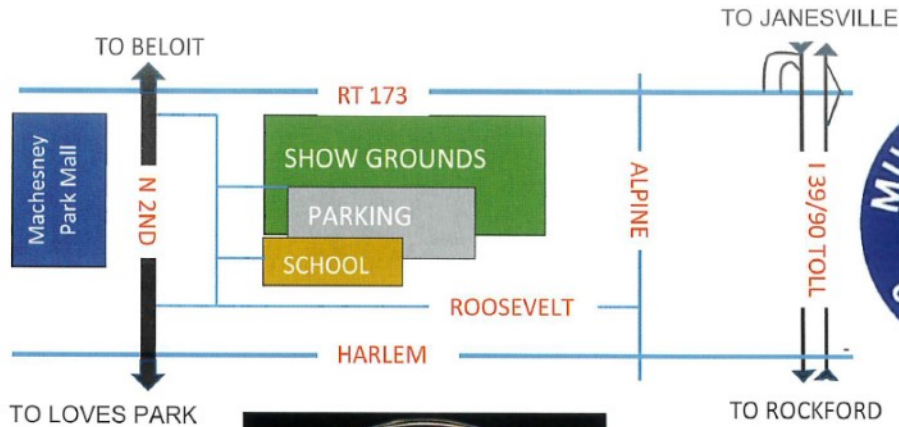 TO JANESVILLE
TO BELOIT
RT 173
Machesney
Park Mall
N 2ND
SHOW GROUNDS
PARKING
SCHOOL
ALPINE
I 39/90 TOLL
ROOSEVELT
HARLEM
TO LOVES PARK
TO ROCKFORD